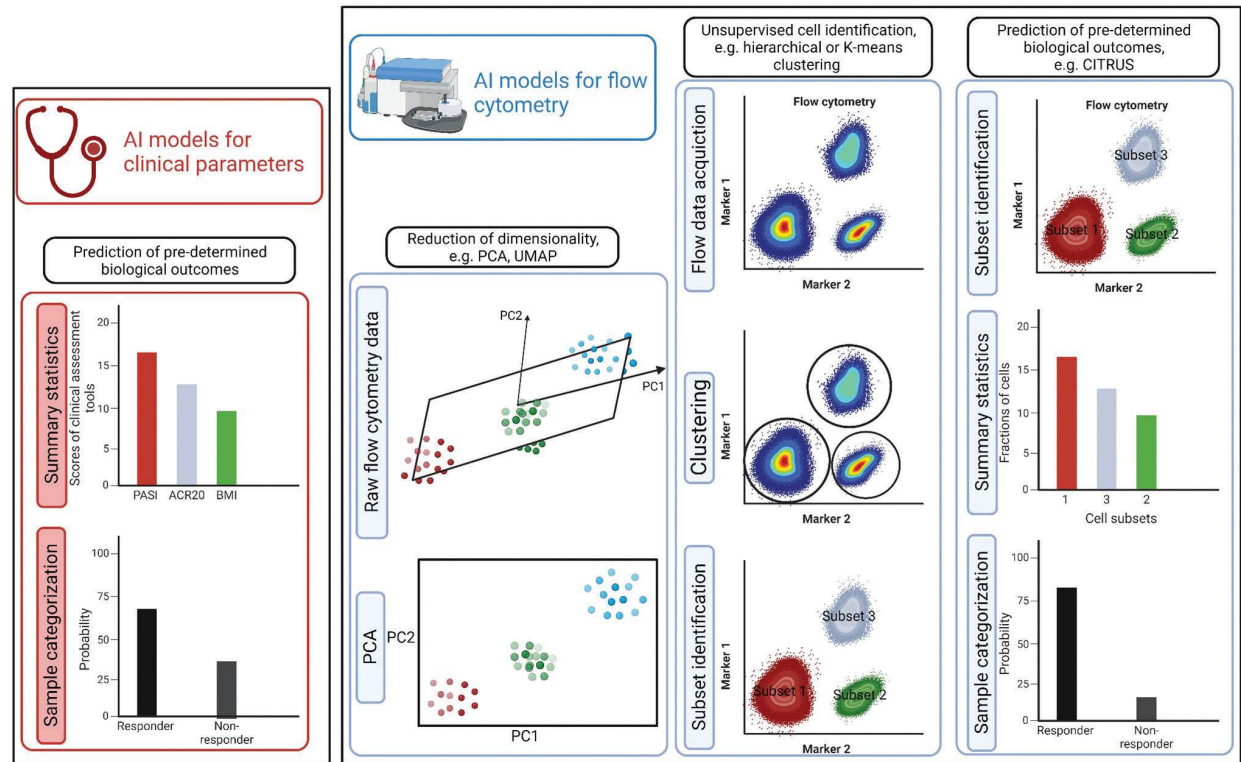 AI models for
clinical parameters
Prediction of pre-determined
biological outcomes
Summary statistics
Scores of clinical assessment
tools
20
15
10
5
0
PASI
ACR20
BMI
Sample categorization
Probability
100
75
50
25
0
Responder
Non-
responder
AI models for flow
cytometry
Reduction of dimensionality,
e.g. PCA, UMAP
Raw flow cytometry data
PC2
PC1
PCA
PC2
PC1
Unsupervised cell identification,
e.g. hierarchical or K-means
clustering
Flow data acquiction
Flow cytometry
Marker 1
Marker 2
Clustering
Marker 1
Marker 2
Subset identification
Marker 1
Subset 3
Subset 1
Subset 2
Marker 2
Prediction of pre-determined
biological outcomes,
e.g. CITRUS
Subset identification
Flow cytometry
Marker 1
Subset 3
Subset 1
Subset 2
Marker 2
Summary statistics
Fractions of cells
20
15
10
5
0
1
3
2
Cell subsets
Sample categorization
Probability
100
75
50
25
0
Responder
Non-
responder